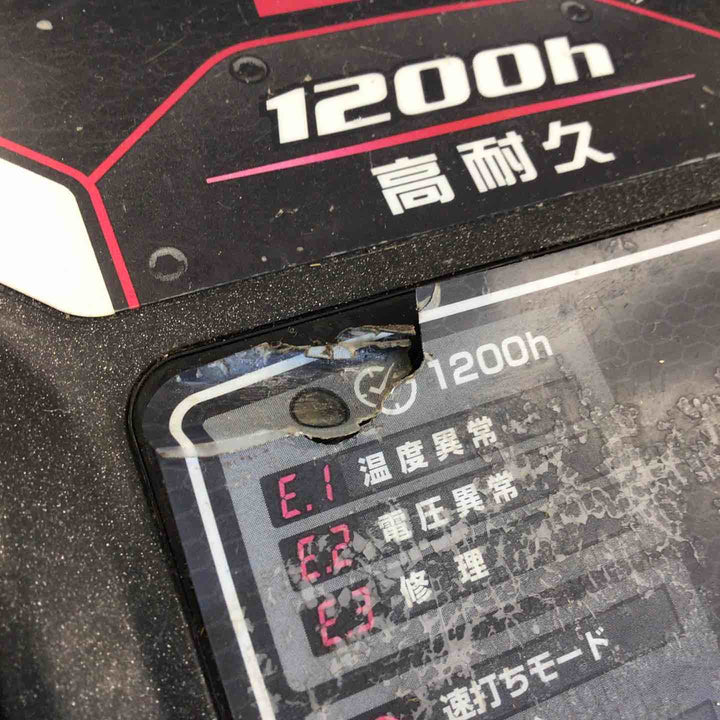 1200h
高耐久
1200h
E.1 温度異常
E.2 電圧異常
E3 修理
速打ちモード